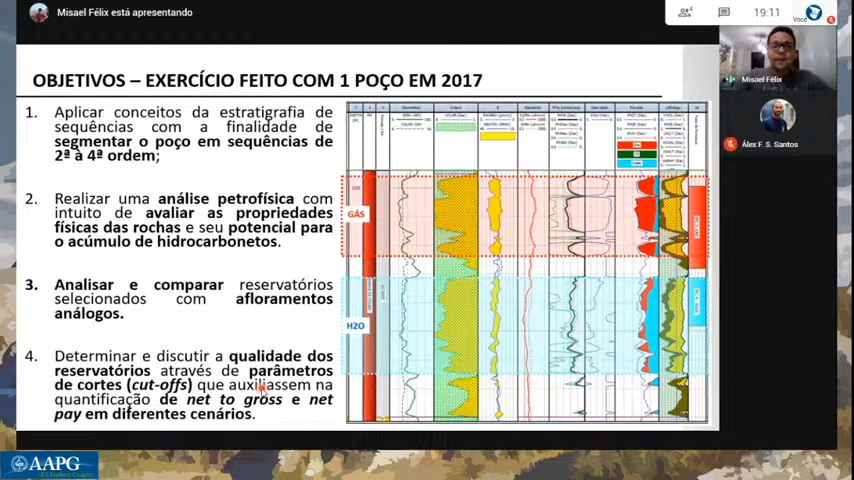 Misael Félix está apresentando
4
19:11
Você
Misael Félix
Álex F. S. Santos
OBJETIVOS – EXERCÍCIO FEITO COM 1 POÇO EM 2017
1. Aplicar conceitos da estratigrafia de
sequências com a finalidade de
segmentar o poço em sequências de
2ª à 4ª ordem;
2. Realizar uma análise petrofísica com
intuito de avaliar as propriedades
físicas das rochas e seu potencial para
o acúmulo de hidrocarbonetos.
3. Analisar e comparar reservatórios
selecionados com afloramentos
análogos.
4. Determinar e discutir a qualidade dos
reservatórios através de parâmetros
de cortes (cut-offs) que auxiliassem na
quantificação de net to gross e net
pay em diferentes cenários.
GÁS
H2O
AAPG